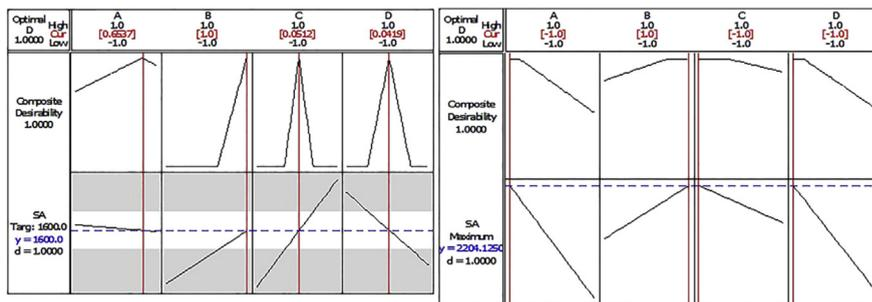 Optimal
D
1.0000
High
Cur
Low
A
1.0
[0.6537]
-1.0
B
1.0
[1.0]
-1.0
C
1.0
[0.0512]
-1.0
D
1.0
[0.0419]
-1.0
Composite
Desirability
1.0000
SA
Targ: 1600.0
y = 1600.0
d = 1.0000
Optimal
D
1.0000
High
Cur
Low
A
1.0
[-1.0]
-1.0
B
1.0
[1.0]
-1.0
C
1.0
[-1.0]
-1.0
D
1.0
[-1.0]
-1.0
Composite
Desirability
1.0000
SA
Maximum
y = 2204.1250
d = 1.0000